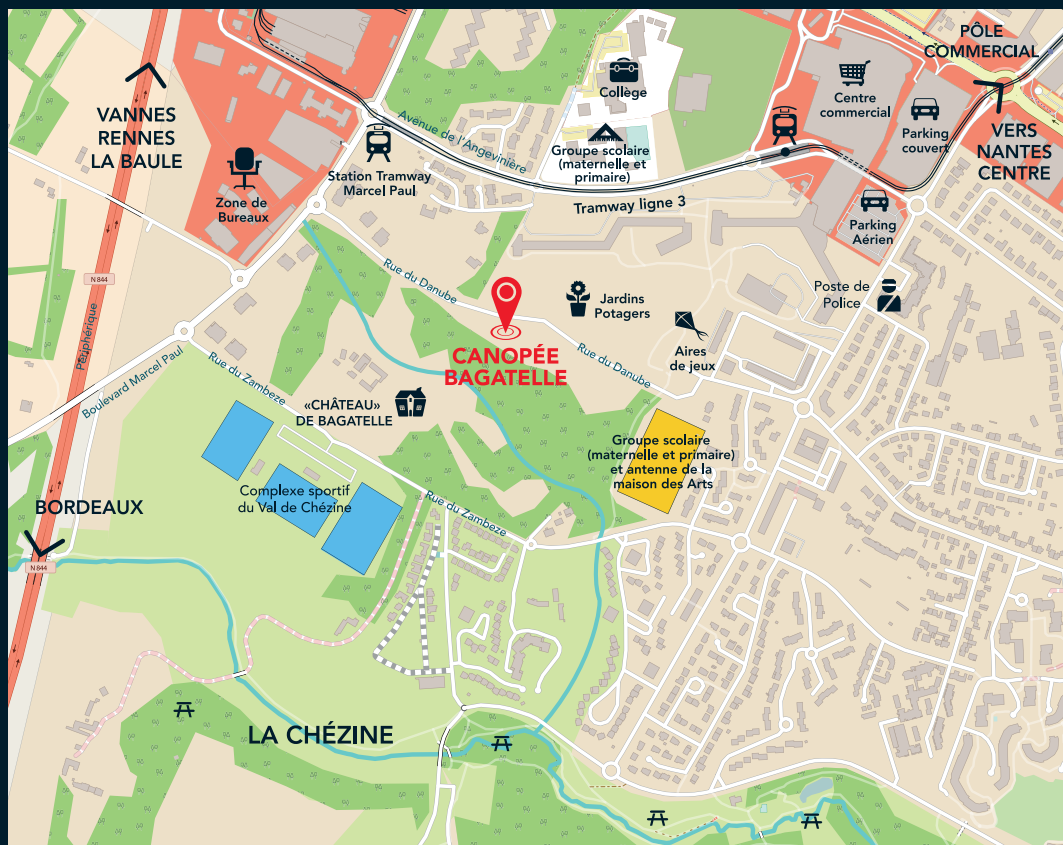 PÔLE
COMMERCIAL
VANNES
RENNES
LA BAULE
Collège
Centre
commercial
Parking
couvert
VERS
NANTES
CENTRE
Avenue de l'Angevinière
Groupe scolaire
(maternelle et
primaire)
Station Tramway
Marcel Paul
Zone de
Bureaux
Tramway ligne 3
Parking
Aérien
N 844
Périphérique
Rue du Danube
Jardins
Potagers
Poste de
Police
Aires
de jeux
CANOPÉE
BAGATELLE
Rue du Danube
Boulevard Marcel Paul
Rue du Zambeze
«CHÂTEAU»
DE BAGATELLE
Groupe scolaire
(maternelle et primaire)
et antenne de la
maison des Arts
Complexe sportif
du Val de Chézine
Rue du Zambeze
BORDEAUX
N 844
LA CHÉZINE